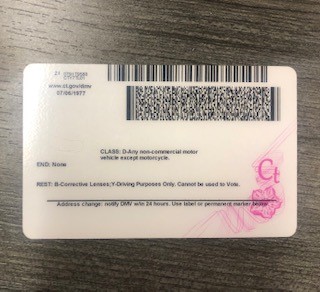 www.ct.gov/dmv
07/06/1977
CLASS: D-Any non-commercial motor
vehicle except motorcycle.
END: None
Ct
REST: B-Corrective Lenses;Y-Driving Purposes Only. Cannot be used to Vote.
Address change: notify DMV w/in 24 hours. Use label or permanent marker below